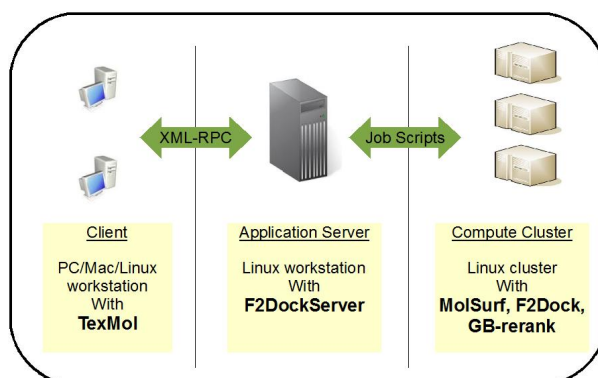 XML-RPC
Job Scripts
Client
PC/Mac/Linux
workstation
With
TexMol
Application Server
Linux workstation
With
F2DockServer
Compute Cluster
Linux cluster
With
MolSurf, F2Dock,
GB-rerank